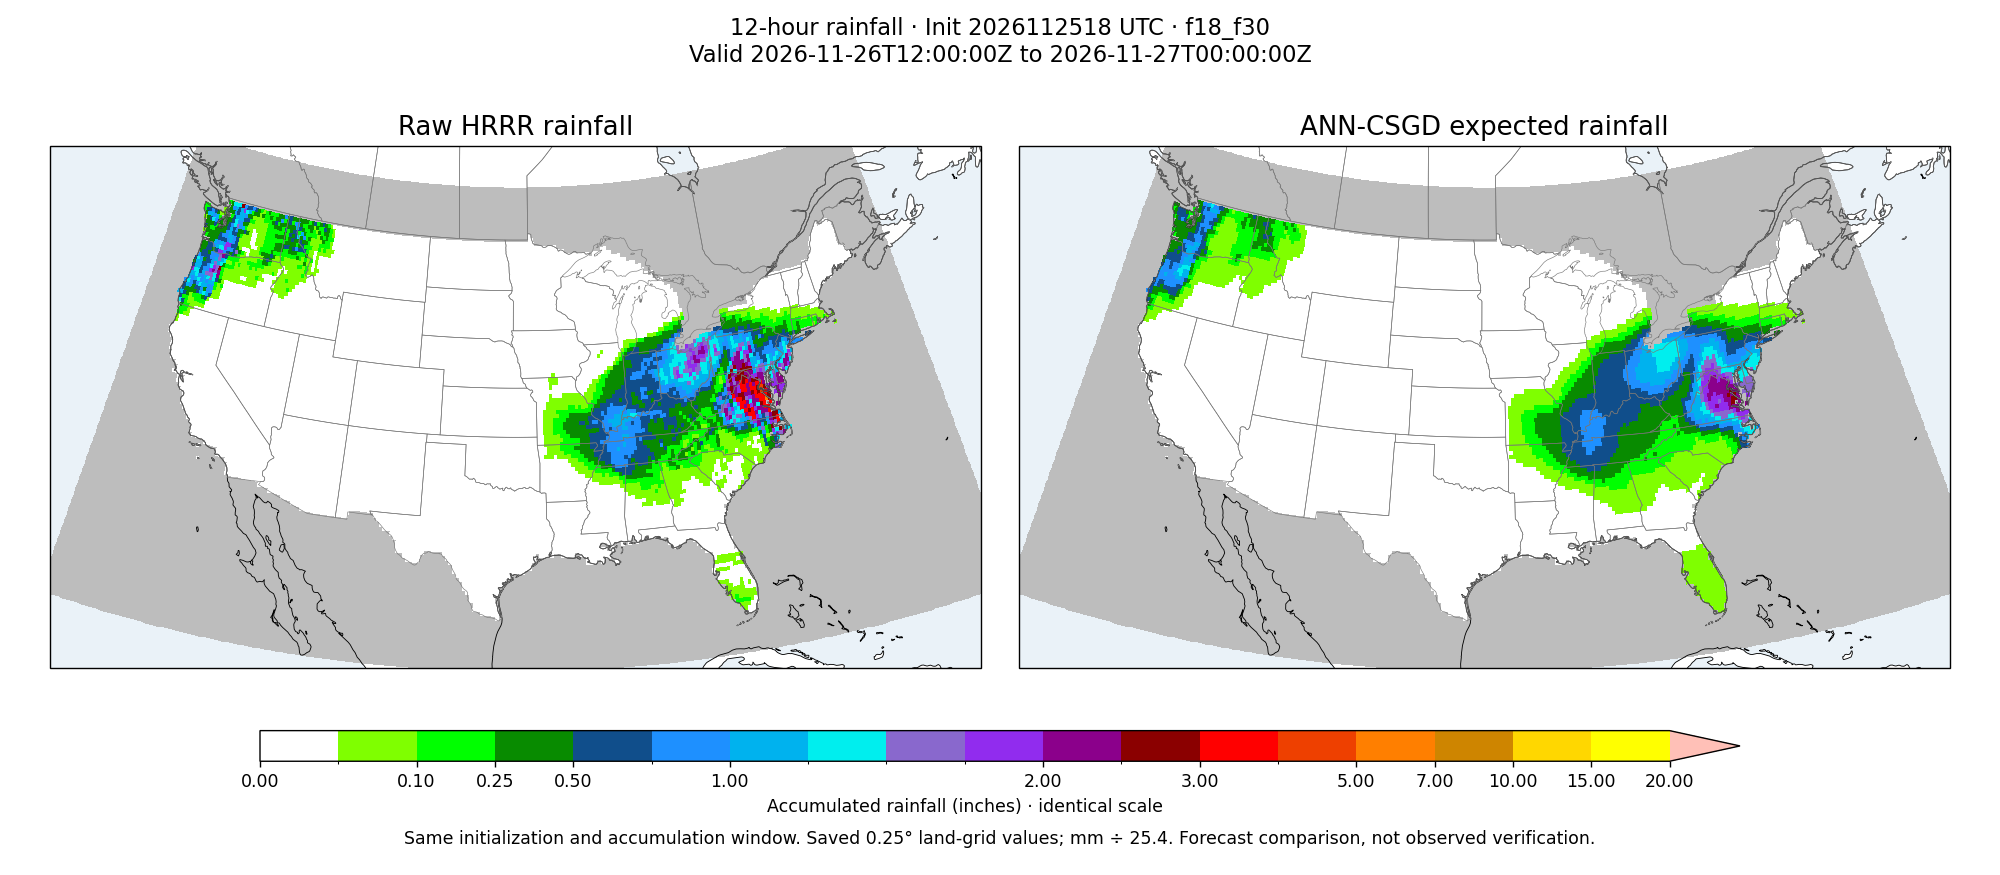 12-hour rainfall · Init 2026112518 UTC · f18_f30
Valid 2026-11-26T12:00:00Z to 2026-11-27T00:00:00Z
Raw HRRR rainfall
ANN-CSGD expected rainfall
0.00 0.10 0.25 0.50 1.00 2.00 3.00 5.00 7.00 10.00 15.00 20.00
Accumulated rainfall (inches) · identical scale
Same initialization and accumulation window. Saved 0.25° land-grid values; mm ÷ 25.4. Forecast comparison, not observed verification.